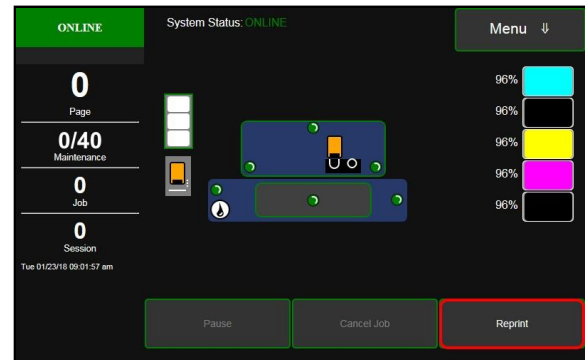 ONLINE
System Status: ONLINE
Menu ⇓
0
Page
0/40
Maintenance
0
Job
0
Session
Tue 01/23/18 09:01:57 am
96%
96%
96%
96%
96%
Pause
Cancel Job
Reprint